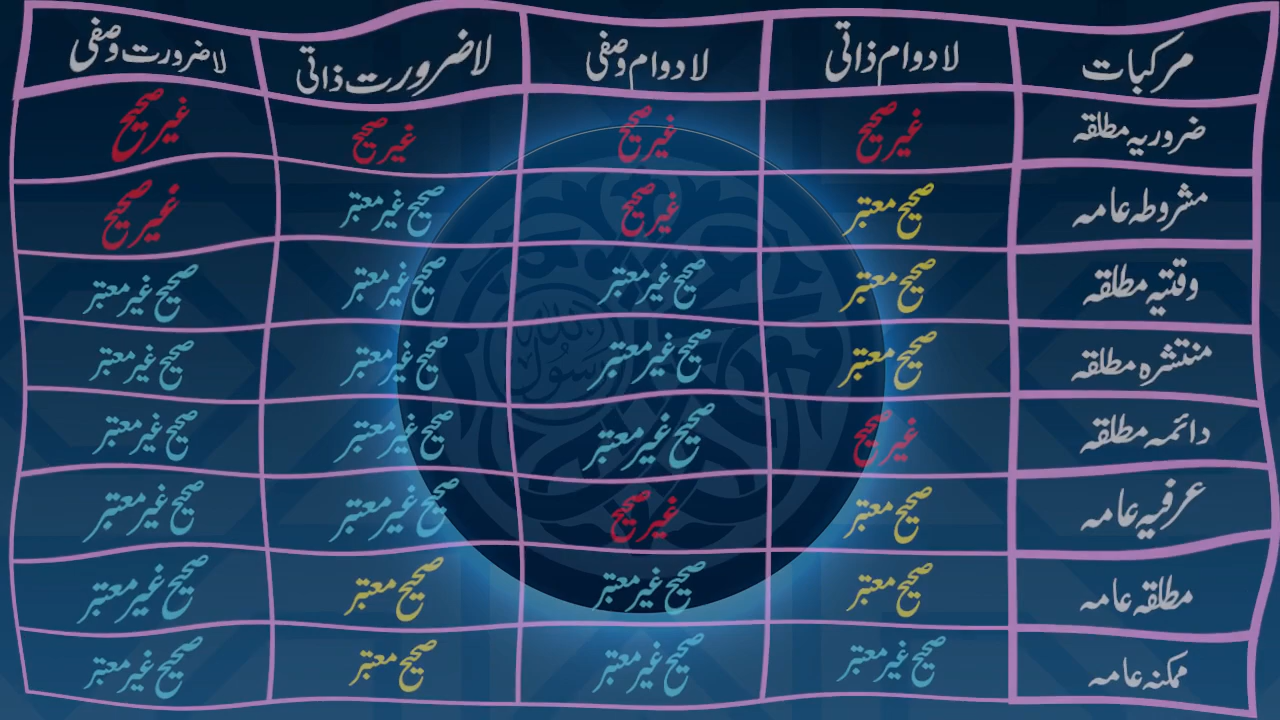 مرکبات لادوام ذاتی لادوام وصفی لاضرورت ذاتی لاضرورت وصفی
ضروریہ مطلقہ غیر صحیح غیر صحیح غیر صحیح غیر صحیح
مشروطہ عامہ صحیح معتبر غیر صحیح صحیح غیر معتبر غیر صحیح
وقتیہ مطلقہ صحیح معتبر صحیح غیر معتبر صحیح غیر معتبر صحیح غیر معتبر
منتشرہ مطلقہ صحیح معتبر صحیح غیر معتبر صحیح غیر معتبر صحیح غیر معتبر
دائمہ مطلقہ غیر صحیح صحیح غیر معتبر صحیح غیر معتبر صحیح غیر معتبر
عرفیہ عامہ صحیح معتبر غیر صحیح صحیح غیر معتبر صحیح غیر معتبر
مطلقہ عامہ صحیح معتبر صحیح غیر معتبر صحیح معتبر صحیح غیر معتبر
ممکنہ عامہ صحیح غیر معتبر صحیح غیر معتبر صحیح معتبر صحیح غیر معتبر